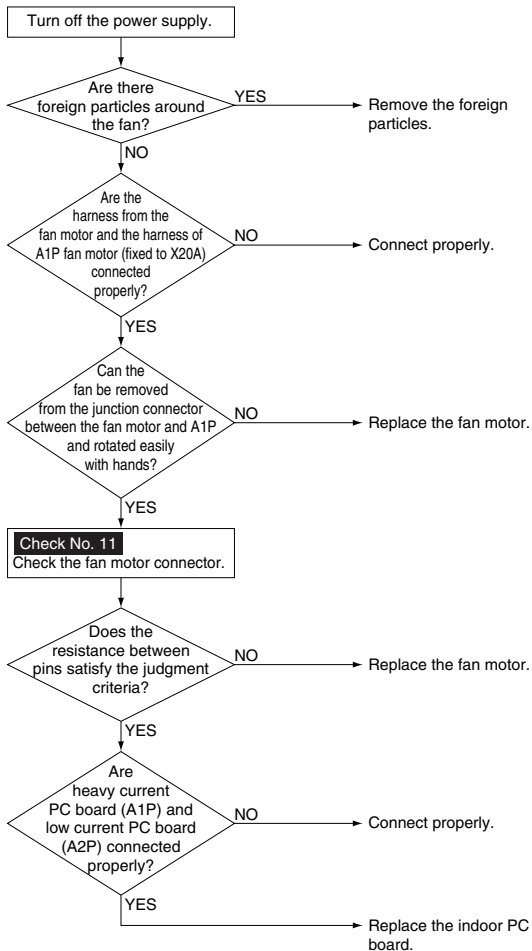 Turn off the power supply.
Are there
foreign particles around
the fan?
YES
Remove the foreign
particles.
NO
Are the
harness from the
fan motor and the harness of
A1P fan motor (fixed to X20A)
connected
properly?
NO
Connect properly.
YES
Can the
fan be removed
from the junction connector
between the fan motor and A1P
and rotated easily
with hands?
NO
Replace the fan motor.
YES
Check No. 11
Check the fan motor connector.
Does the
resistance between
pins satisfy the judgment
criteria?
NO
Replace the fan motor.
YES
Are
heavy current
PC board (A1P) and
low current PC board
(A2P) connected
properly?
NO
Connect properly.
YES
Replace the indoor PC
board.